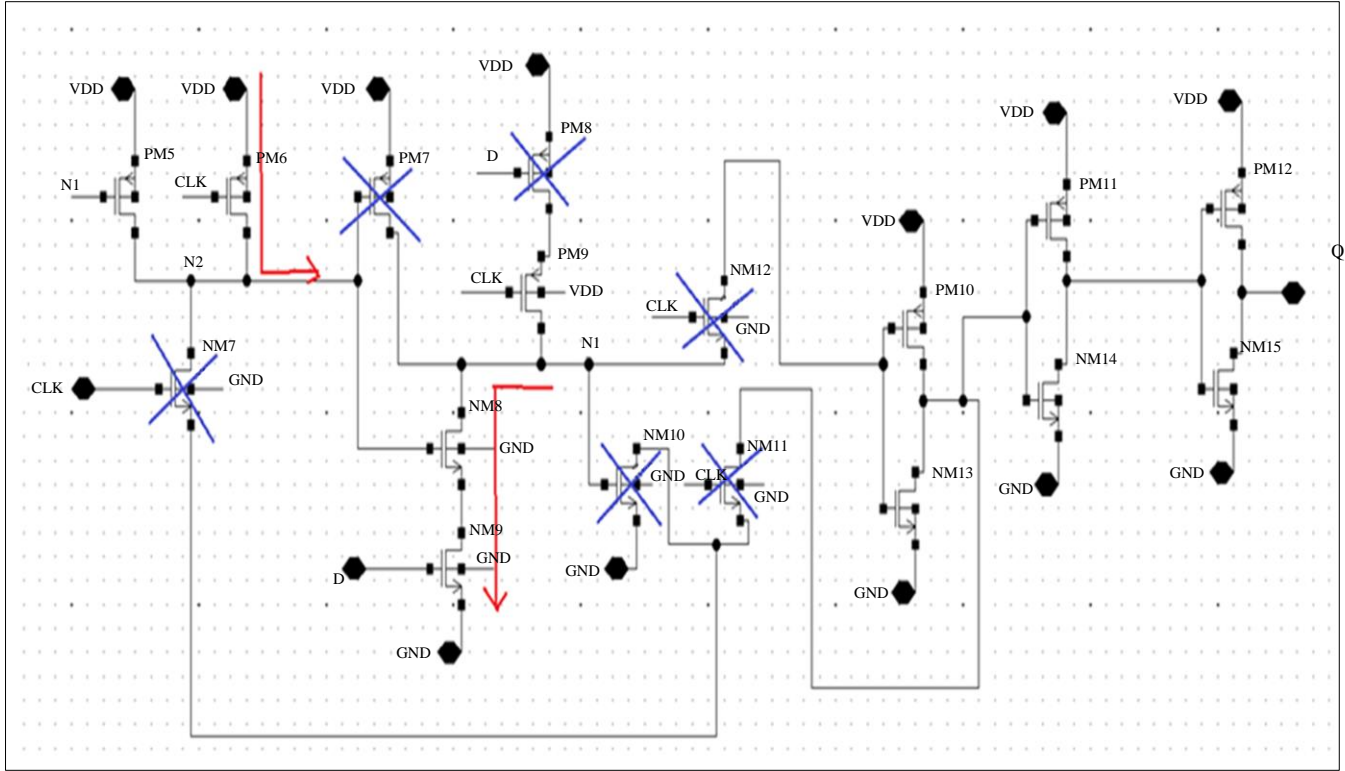 VDD
VDD
VDD
VDD
VDD
PM5
PM6
PM7
PM8
D
N1
CLK
VDD
PM11
PM12
Q
N2
CLK
PM9
VDD
VDD
NM12
CLK
GND
PM10
N1
NM7
CLK
GND
NM14
NM15
NM8
GND
NM10
GND
CLK
NM11
GND
NM13
GND
GND
NM9
GND
D
GND
GND
GND